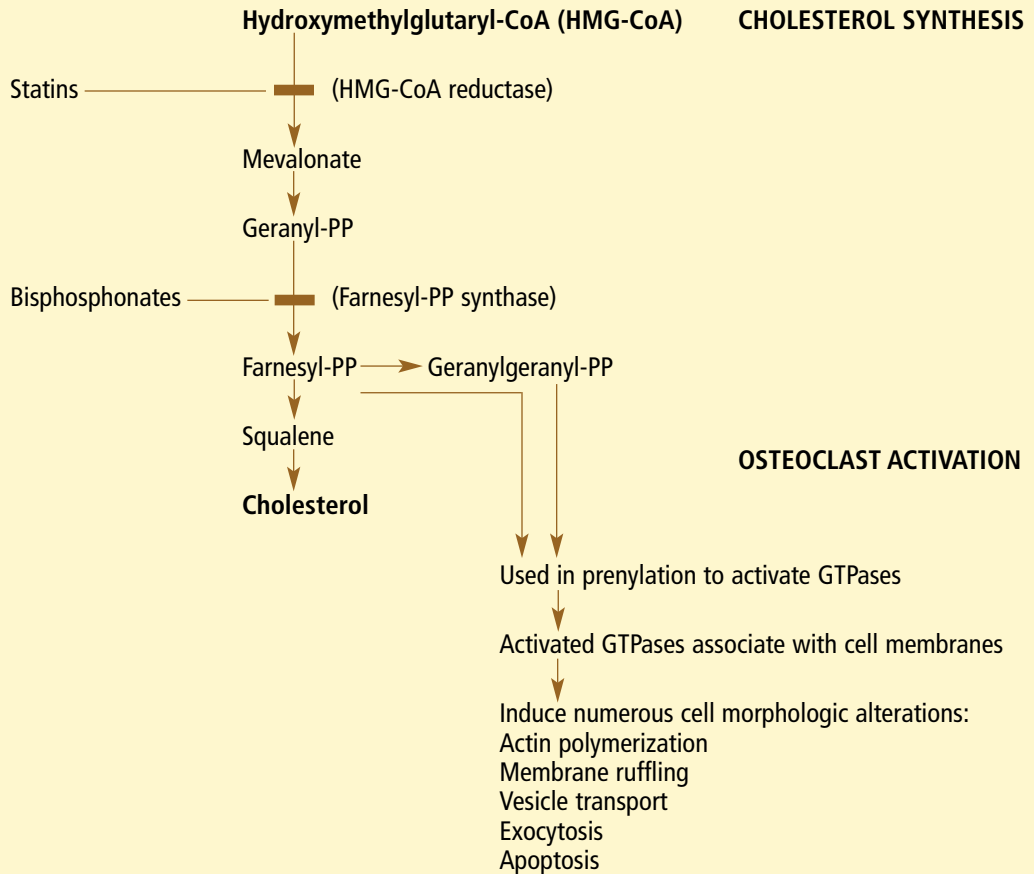 Hydroxymethylglutaryl-CoA (HMG-CoA) CHOLESTEROL SYNTHESIS
Statins (HMG-CoA reductase)
Mevalonate
Geranyl-PP
Bisphosphonates (Farnesyl-PP synthase)
Farnesyl-PP Geranylgeranyl-PP
Squalene
OSTEOCLAST ACTIVATION
Cholesterol
Used in prenylation to activate GTPases
Activated GTPases associate with cell membranes
Induce numerous cell morphologic alterations:
Actin polymerization
Membrane ruffling
Vesicle transport
Exocytosis
Apoptosis